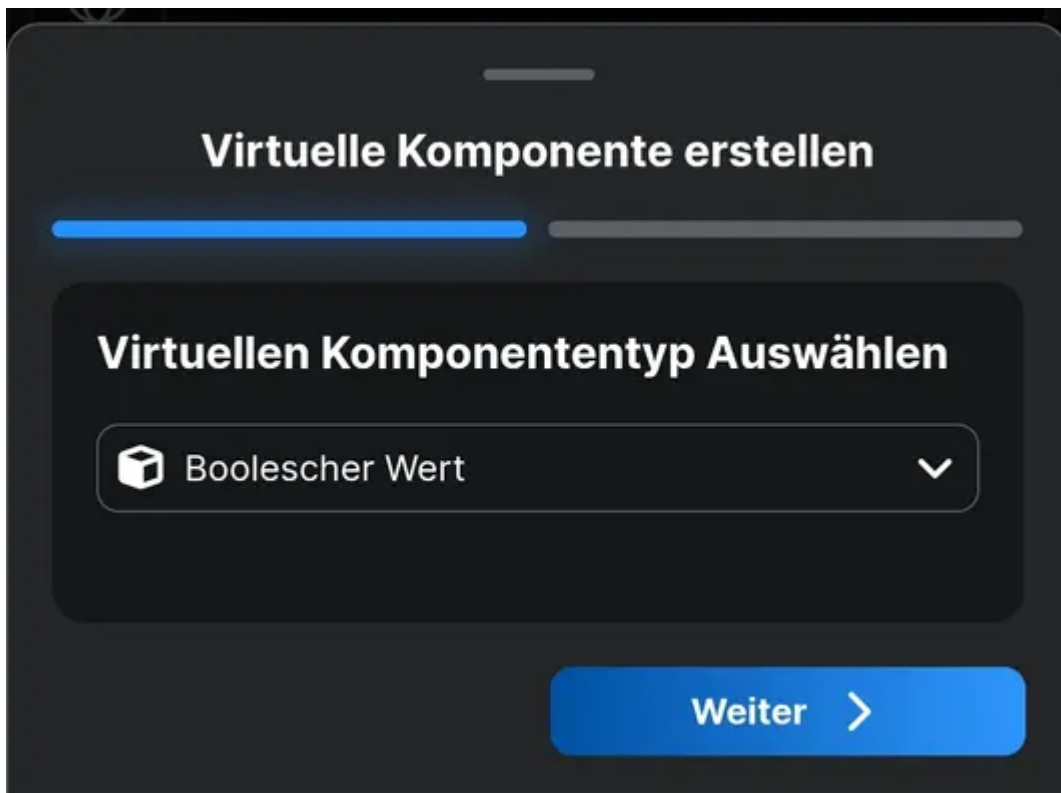 Virtuelle Komponente erstellen
Virtuellen Komponententyp Auswählen
Boolescher Wert
Weiter